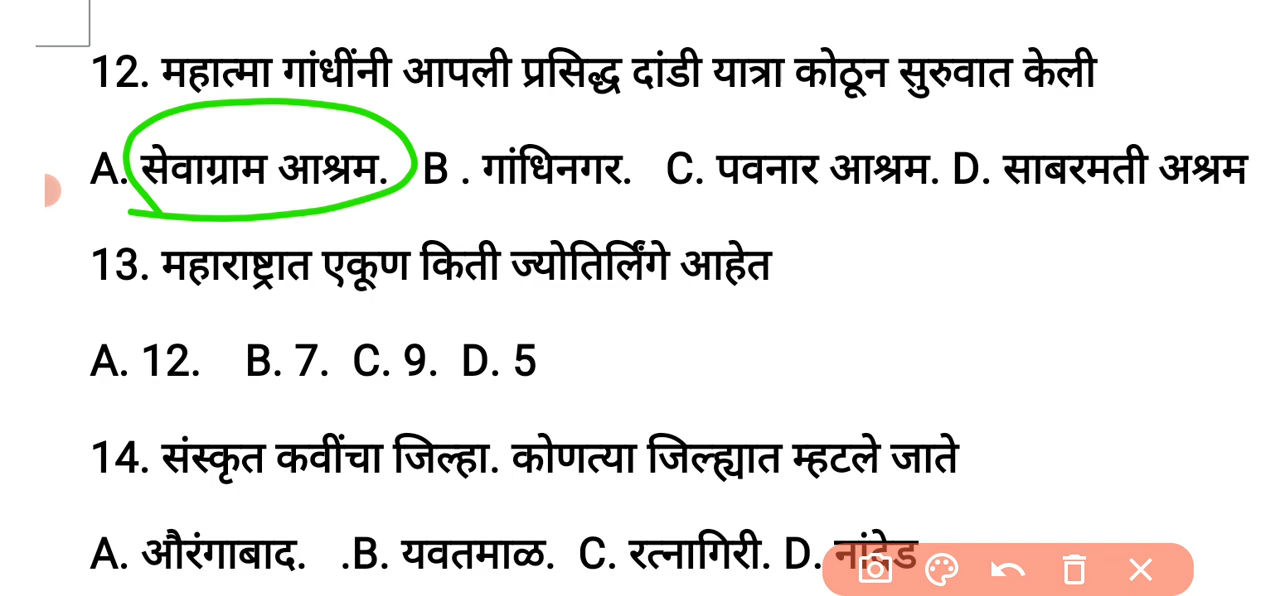 12. महात्मा गांधींनी आपली प्रसिद्ध दांडी यात्रा कोठून सुरुवात केली
A. सेवाग्राम आश्रम. B . गांधिनगर. C. पवनार आश्रम. D. साबरमती अश्रम
13. महाराष्ट्रात एकूण किती ज्योतिर्लिंगे आहेत
A. 12. B. 7. C. 9. D. 5
14. संस्कृत कवींचा जिल्हा. कोणत्या जिल्ह्यात म्हटले जाते
A. औरंगाबाद. .B. यवतमाळ. C. रत्नागिरी. D. नांदेड